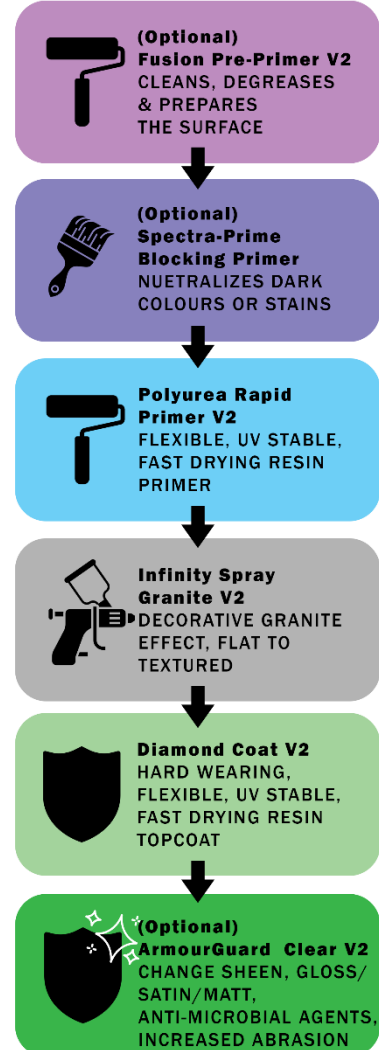 (Optional)
Fusion Pre-Primer V2
CLEANS, DEGREASES
& PREPARES
THE SURFACE
(Optional)
Spectra-Prime
Blocking Primer
NUETRALIZES DARK
COLOURS OR STAINS
Polyurea Rapid
Primer V2
FLEXIBLE, UV STABLE,
FAST DRYING RESIN
PRIMER
Infinity Spray
Granite V2
DECORATIVE GRANITE
EFFECT, FLAT TO
TEXTURED
Diamond Coat V2
HARD WEARING,
FLEXIBLE, UV STABLE,
FAST DRYING RESIN
TOPCOAT
(Optional)
ArmourGuard Clear V2
CHANGE SHEEN, GLOSS/
SATIN/MATT,
ANTI-MICROBIAL AGENTS,
INCREASED ABRASION